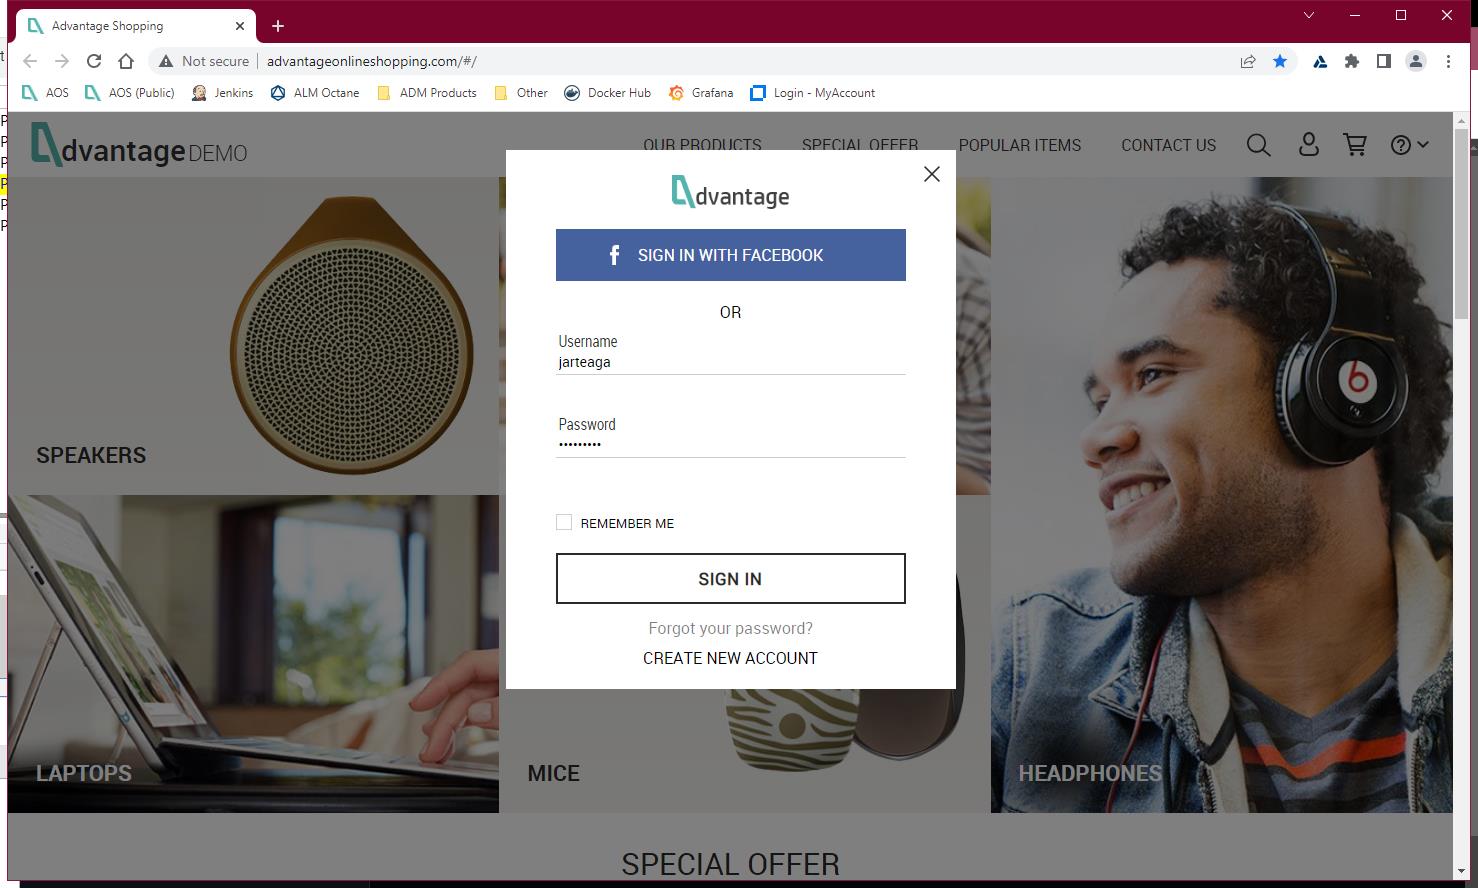 Advantage Shopping
Not secure
advantageonlineshopping.com/#/
AOS
AOS (Public)
Jenkins
ALM Octane
ADM Products
Other
Docker Hub
Grafana
Login - MyAccount
dvantage DEMO
OUR PRODUCTS
SPECIAL OFFER
POPULAR ITEMS
CONTACT US
dvantage
SIGN IN WITH FACEBOOK
OR
Username
jarteaga
Password
REMEMBER ME
SIGN IN
Forgot your password?
CREATE NEW ACCOUNT
SPEAKERS
LAPTOPS
MICE
HEADPHONES
SPECIAL OFFER